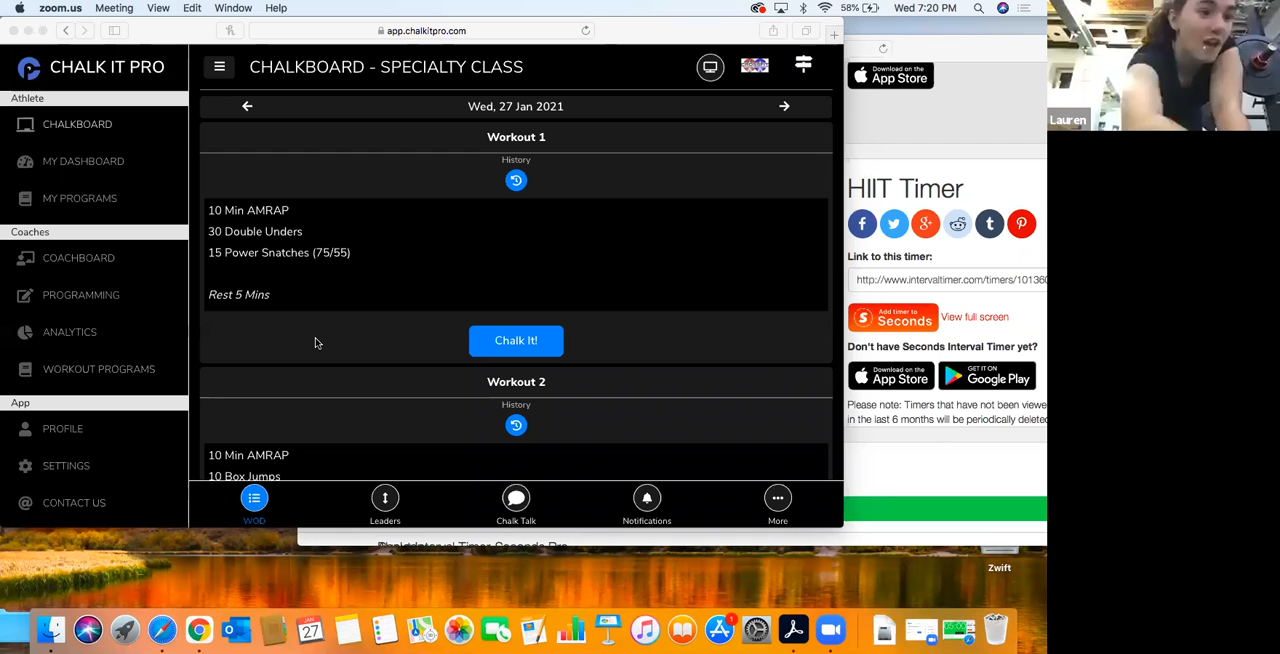 zoom.us Meeting View Edit Window Help
58% Wed 7:20 PM
app.chalkitpro.com
CHALK IT PRO
CHALKBOARD - SPECIALTY CLASS
Athlete
CHALKBOARD
MY DASHBOARD
MY PROGRAMS
Coaches
COACHBOARD
PROGRAMMING
ANALYTICS
WORKOUT PROGRAMS
App
PROFILE
SETTINGS
CONTACT US
Wed, 27 Jan 2021
Workout 1
History
10 Min AMRAP
30 Double Unders
15 Power Snatches (75/55)
Rest 5 Mins
Chalk It!
Workout 2
History
10 Min AMRAP
10 Box Jumps
WOD
Leaders
Chalk Talk
Notifications
More
Download on the
App Store
HIIT Timer
Link to this timer:
http://www.intervaltimer.com/timers/101360
Add timer to
Seconds
View full screen
Don't have Seconds Interval Timer yet?
Download on the
App Store
GET IT ON
Google Play
Please note: Timers that have not been viewed
in the last 6 months will be periodically deleted
Interval Timer Seconds Pro
Zwift
Lauren
JAN
27
1